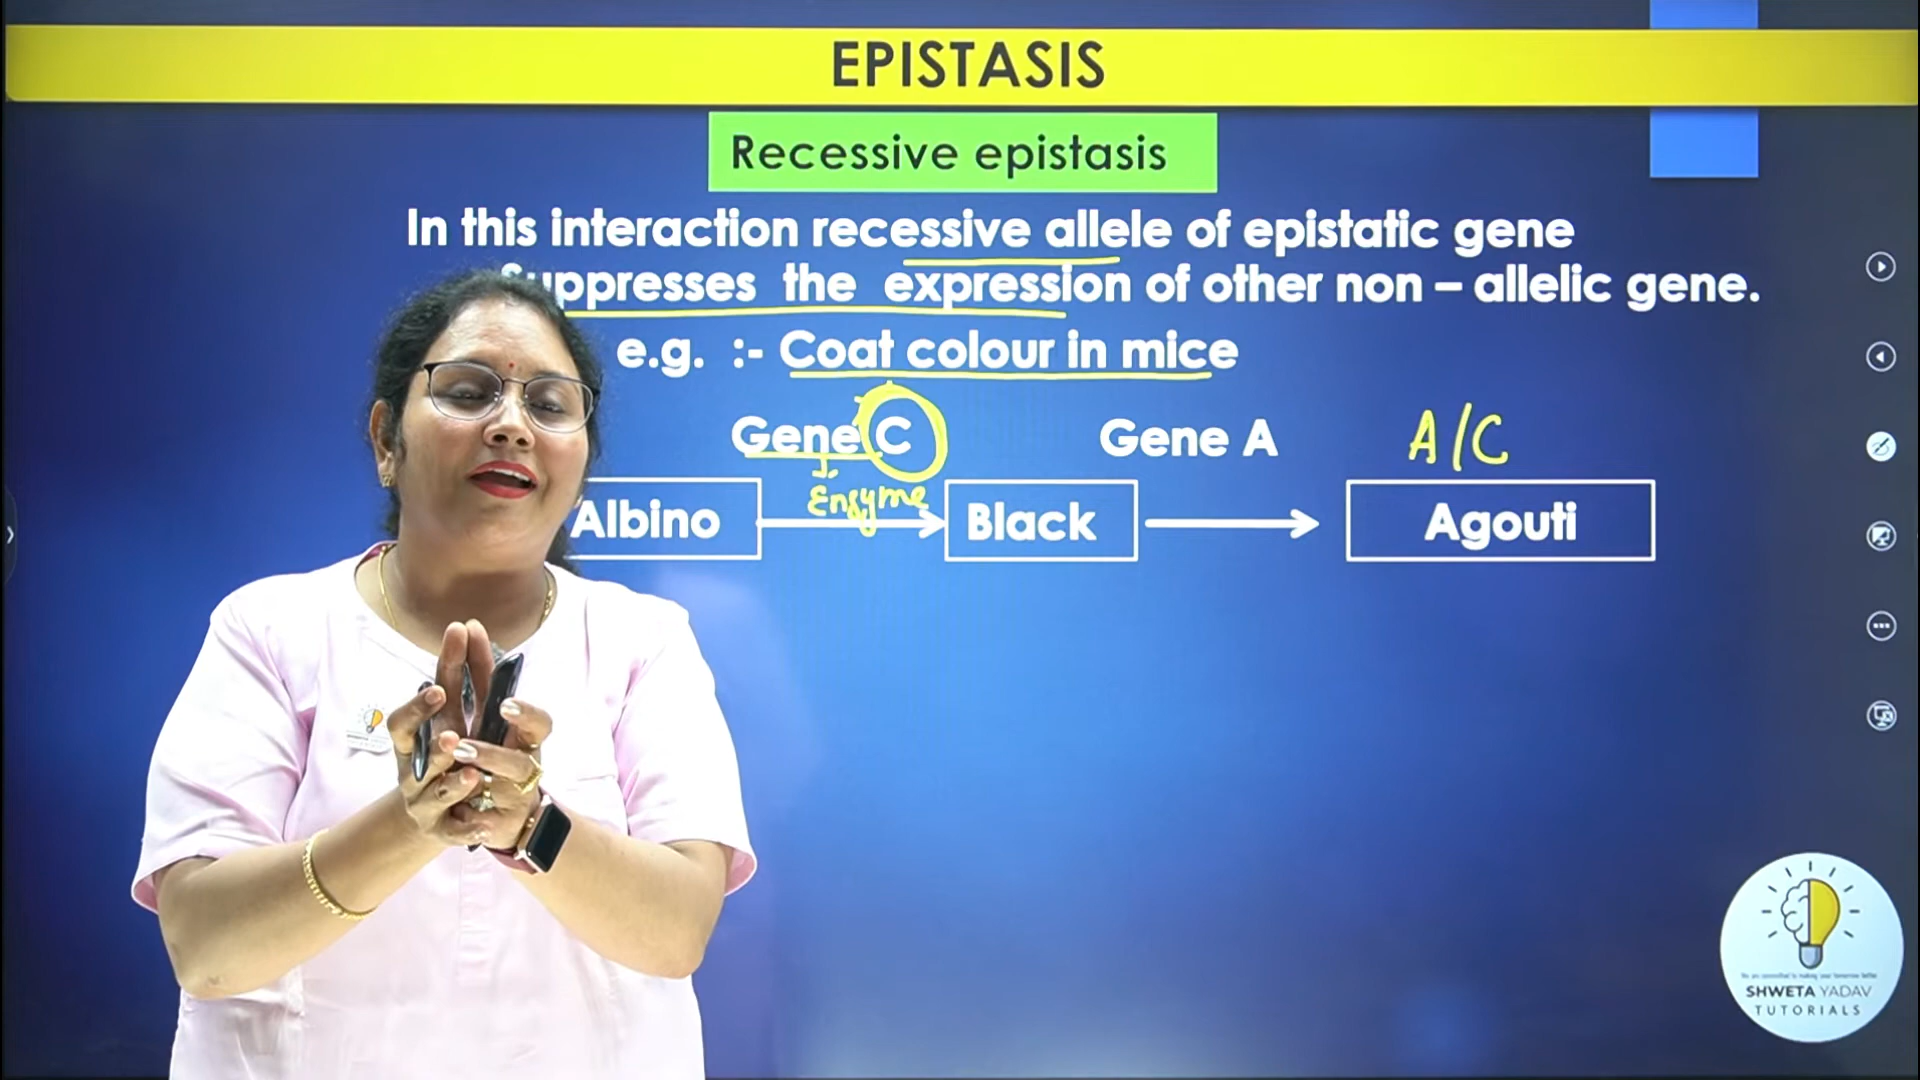 EPISTASIS
Recessive epistasis
In this interaction recessive allele of epistatic gene
Suppresses the expression of other non – allelic gene.
e.g. :- Coat colour in mice
Gene C Gene A A/C
Enzyme
Albino Black Agouti
SHWETA YADAV
TUTORIALS